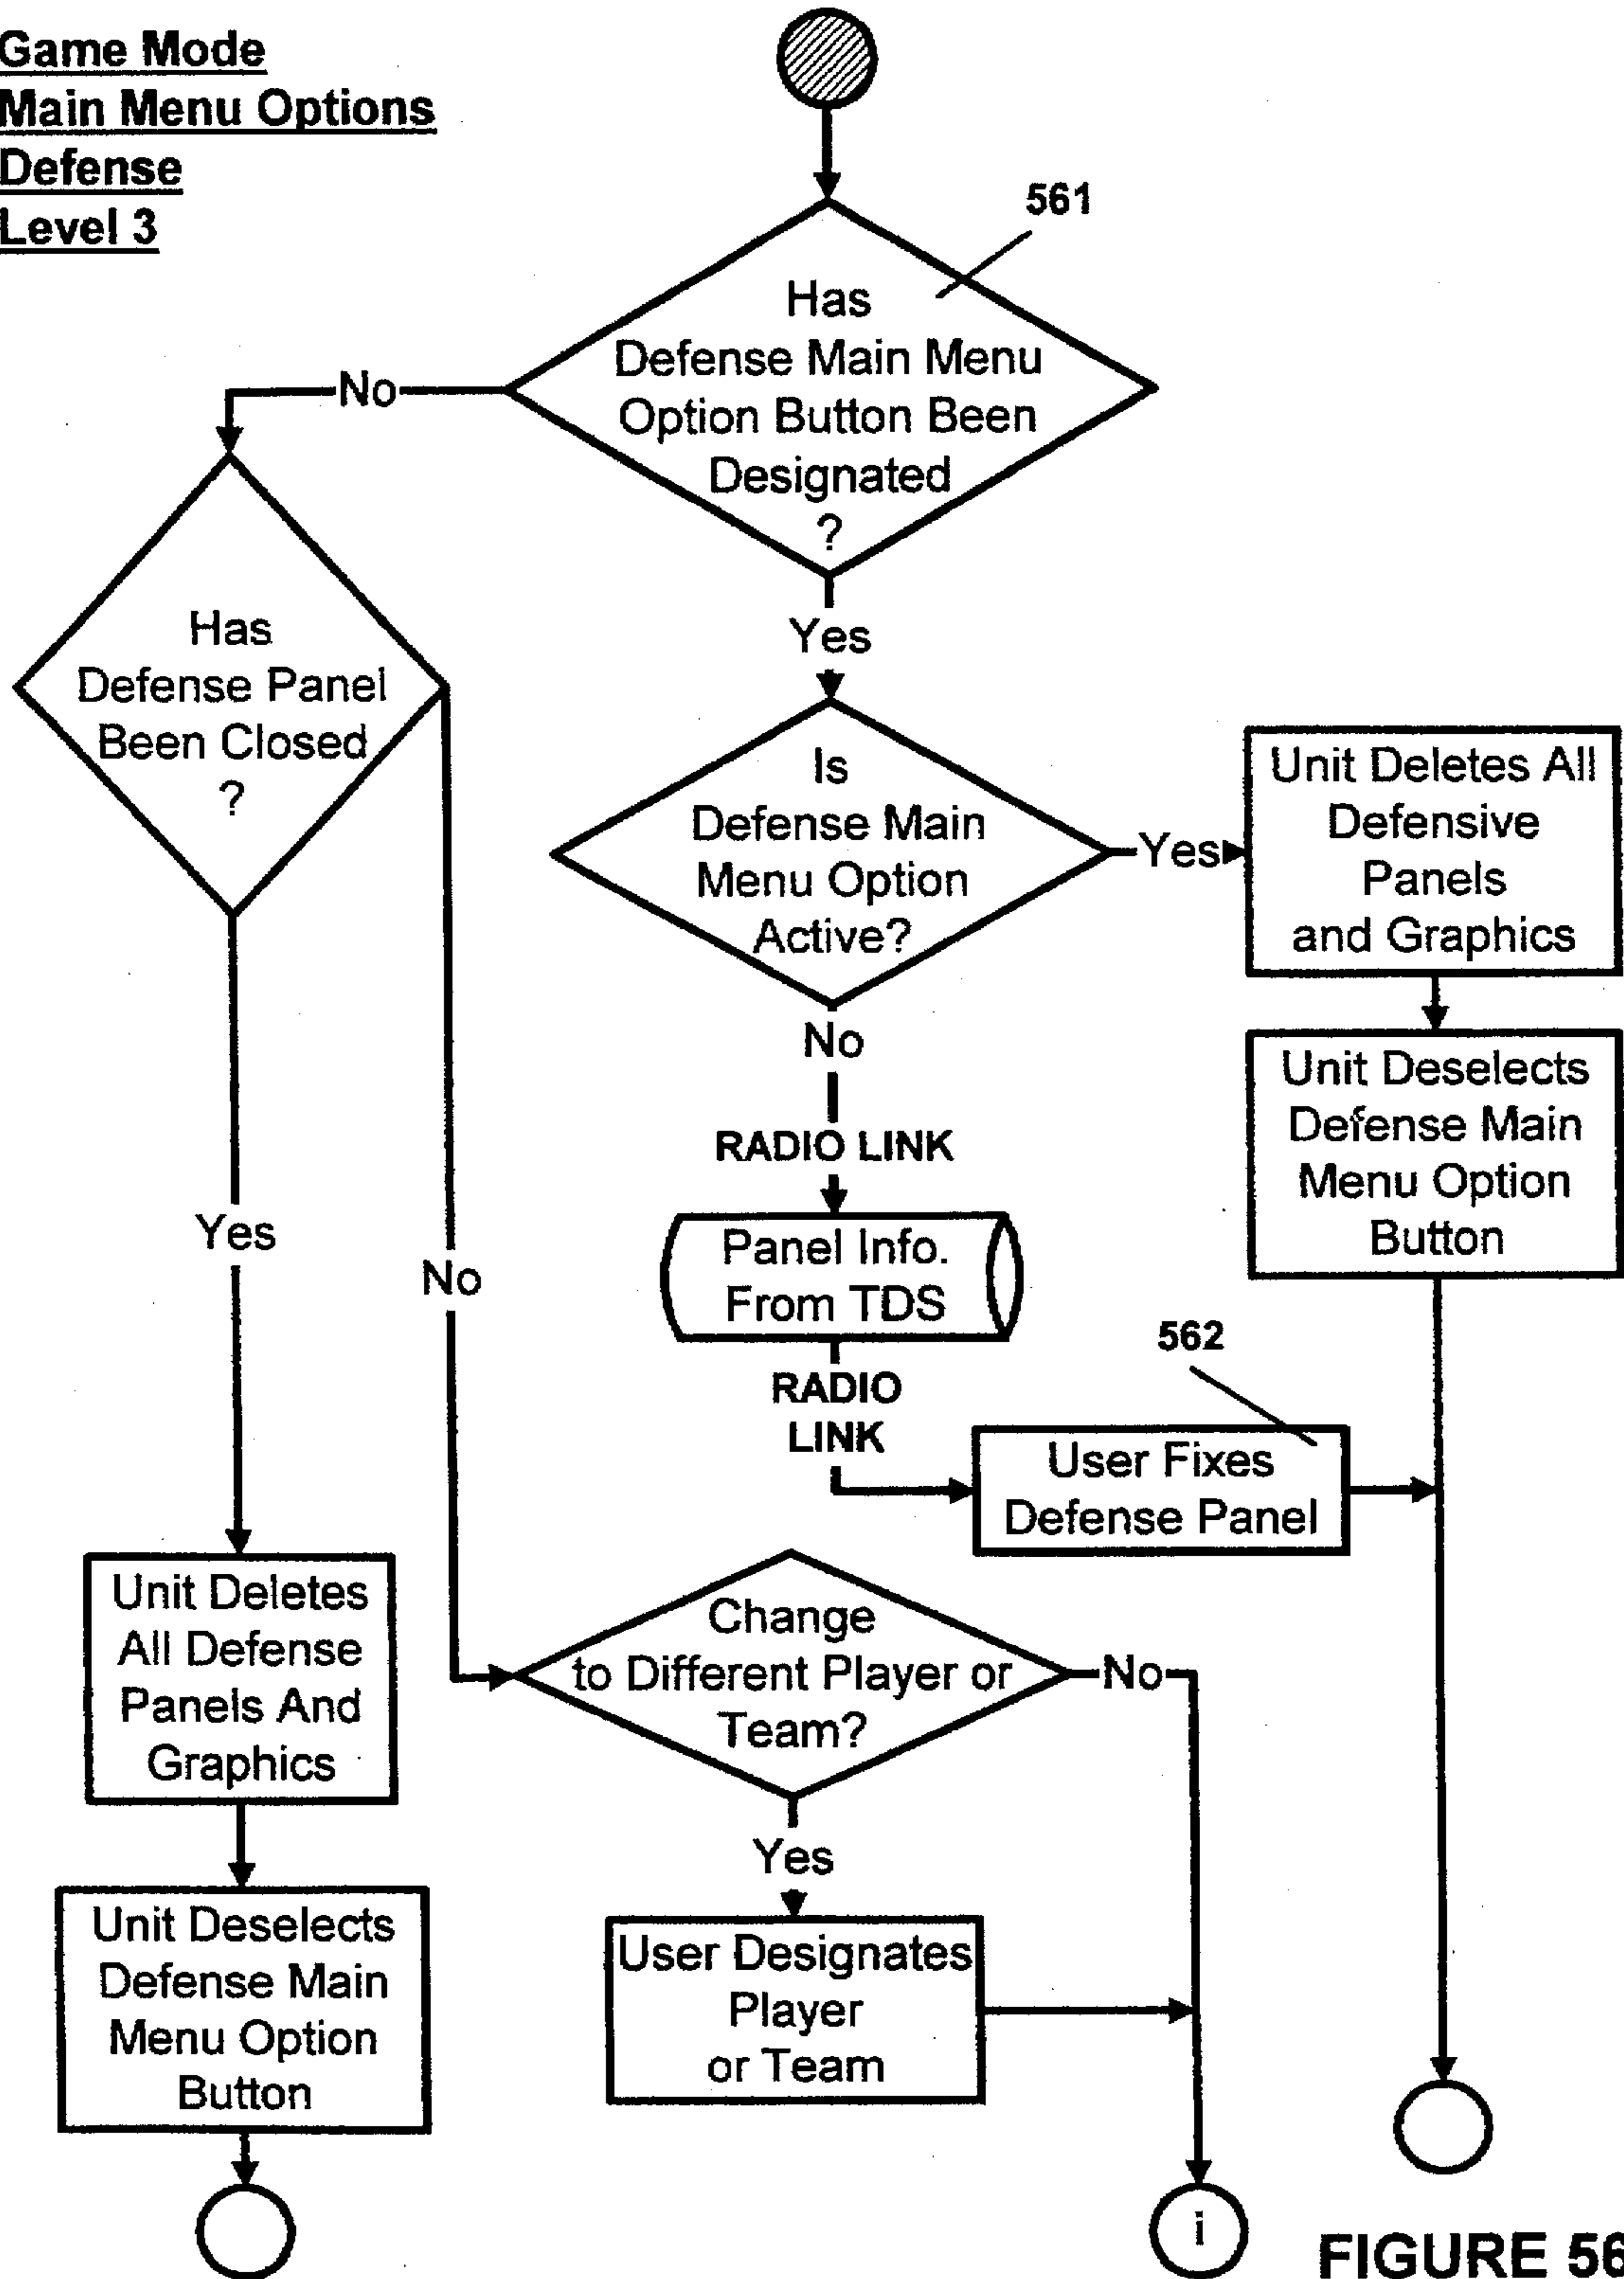 Game Mode
Main Menu Options
Defense
Level 3
561
Has
Defense Main Menu
Option Button Been
Designated
?
No
Yes
Has
Defense Panel
Been Closed
?
Is
Defense Main
Menu Option
Active?
Yes
Unit Deletes All
Defensive
Panels
and Graphics
No
Unit Deselects
Defense Main
Menu Option
Button
RADIO LINK
Panel Info.
From TDS
Yes
No
562
RADIO
LINK
User Fixes
Defense Panel
Unit Deletes
All Defense
Panels And
Graphics
Change
to Different Player or
Team?
No
Yes
Unit Deselects
Defense Main
Menu Option
Button
User Designates
Player
or Team
i
FIGURE 56